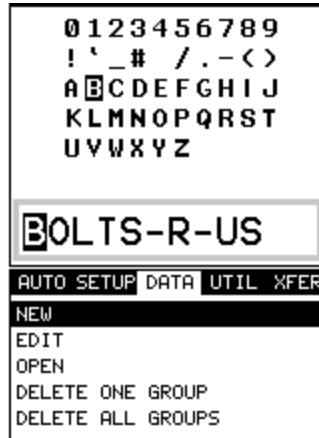 0123456789
!`_# /.-<>
ABCDEFGHIJ
KLMNOPQRST
UVWXYZ
BOLTS-R-US
AUTO SETUP DATA UTIL XFER
NEW
EDIT
OPEN
DELETE ONE GROUP
DELETE ALL GROUPS